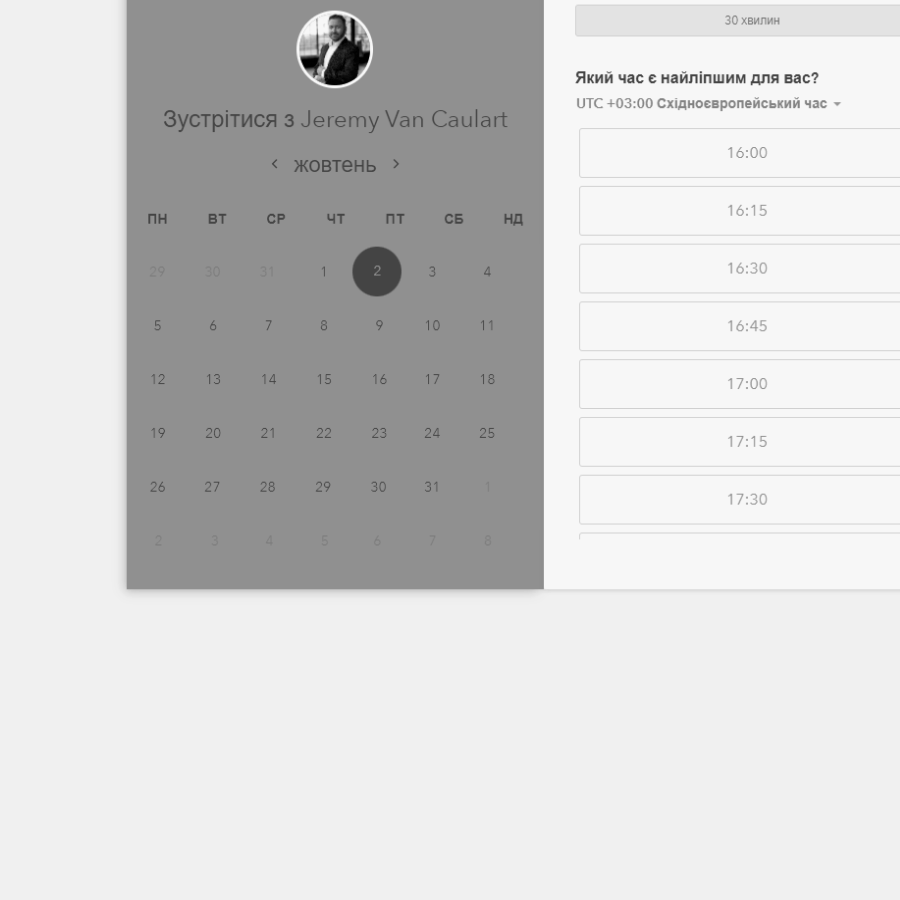 Зустрітися з Jeremy Van Caulart
жовтень
ПН ВТ СР ЧТ ПТ СБ НД
29 30 31 1 2 3 4
5 6 7 8 9 10 11
12 13 14 15 16 17 18
19 20 21 22 23 24 25
26 27 28 29 30 31 1
2 3 4 5 6 7 8
30 хвилин
Який час є найліпшим для вас?
UTC +03:00 Східноєвропейський час
16:00
16:15
16:30
16:45
17:00
17:15
17:30